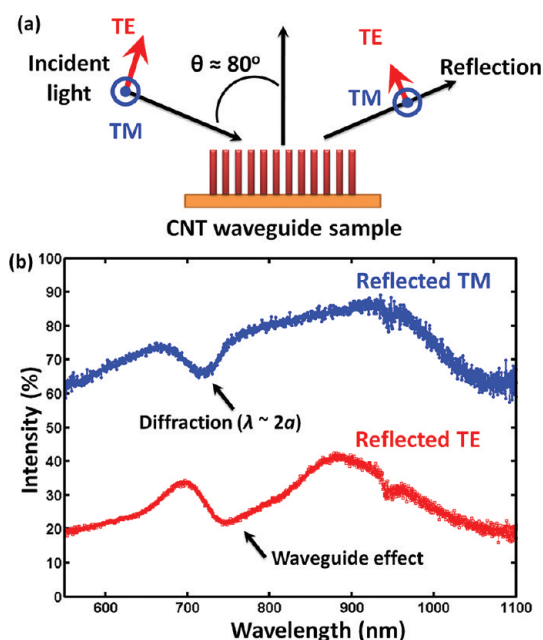 (a)
TE
Incident
light
TM
θ ≈ 80º
TE
TM
Reflection
CNT waveguide sample
(b)
Reflected TM
Diffraction (λ ~ 2a)
Reflected TE
Waveguide effect
Intensity (%)
100
90
80
70
60
50
40
30
20
10
0
600 700 800 900 1000 1100
Wavelength (nm)